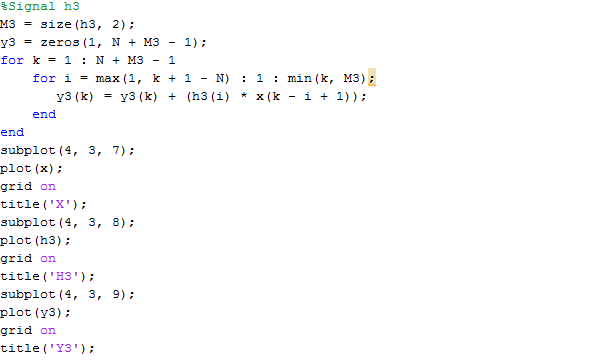 %Signal h3
M3 = size(h3, 2);
y3 = zeros(1, N + M3 - 1);
for k = 1 : N + M3 - 1
    for i = max(1, k + 1 - N) : 1 : min(k, M3);
       y3(k) = y3(k) + (h3(i) * x(k - i + 1));
    end
end
subplot(4, 3, 7);
plot(x);
grid on
title('X');
subplot(4, 3, 8);
plot(h3);
grid on
title('H3');
subplot(4, 3, 9);
plot(y3);
grid on
title('Y3');